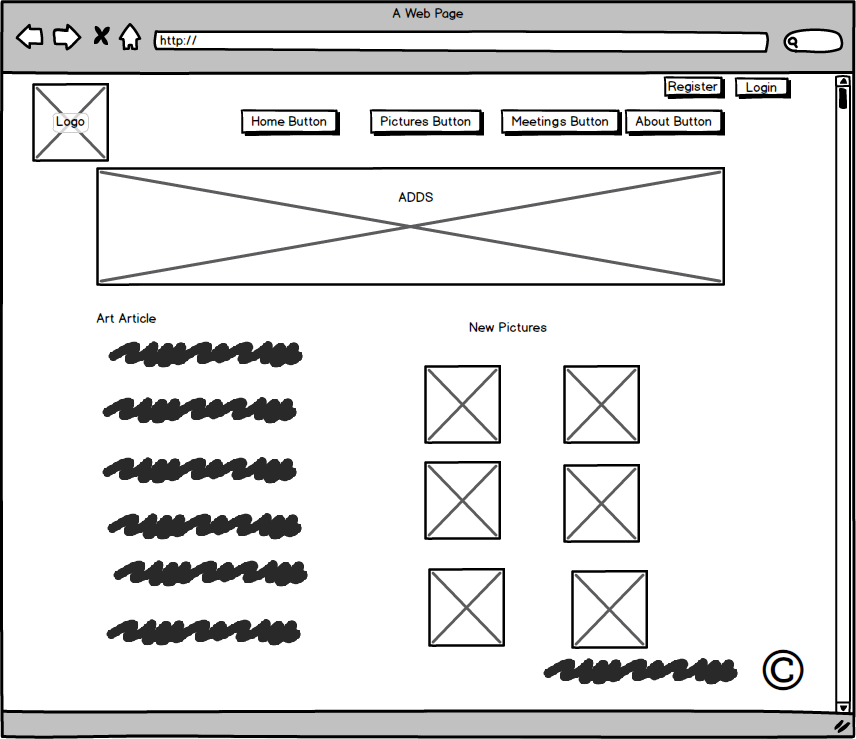 A Web Page
http://
Register
Login
Logo
Home Button
Pictures Button
Meetings Button
About Button
ADDS
Art Article
New Pictures
©